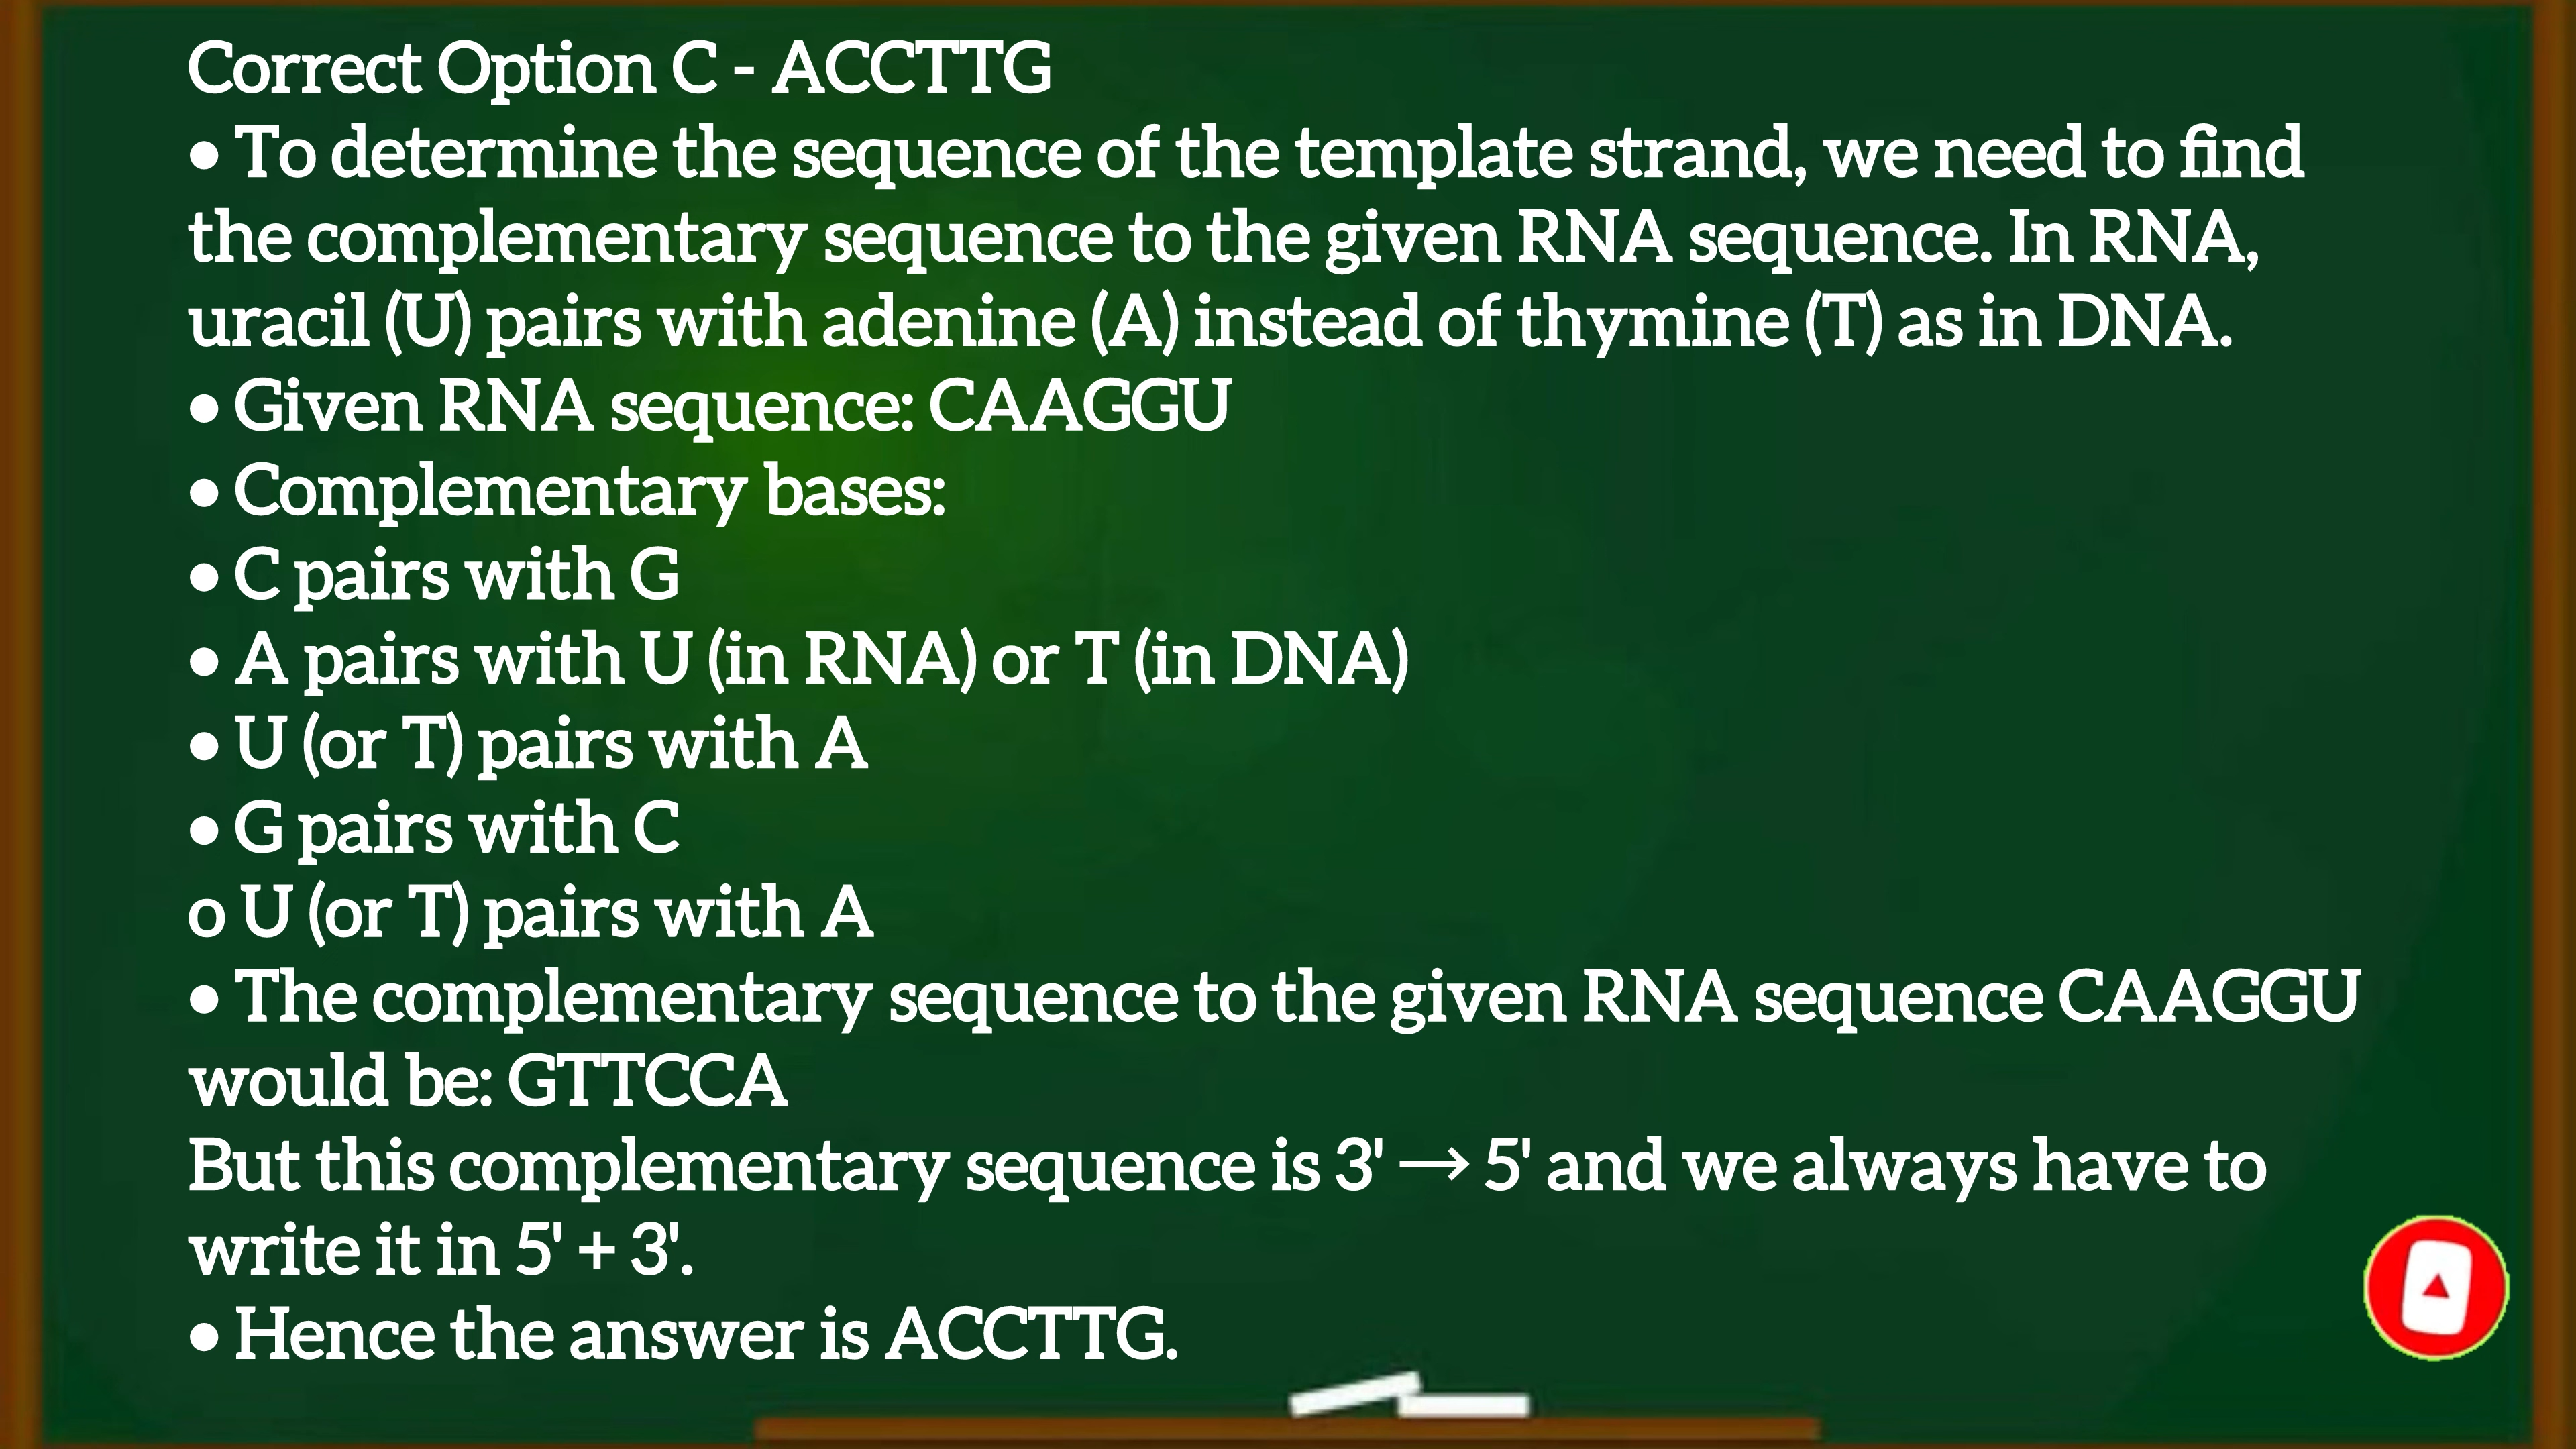 Correct Option C - ACCTTG
• To determine the sequence of the template strand, we need to find
the complementary sequence to the given RNA sequence. In RNA,
uracil (U) pairs with adenine (A) instead of thymine (T) as in DNA.
• Given RNA sequence: CAAGGU
• Complementary bases:
• C pairs with G
• A pairs with U (in RNA) or T (in DNA)
• U (or T) pairs with A
• G pairs with C
o U (or T) pairs with A
• The complementary sequence to the given RNA sequence CAAGGU
would be: GTTCCA
But this complementary sequence is 3' → 5' and we always have to
write it in 5' + 3'.
• Hence the answer is ACCTTG.